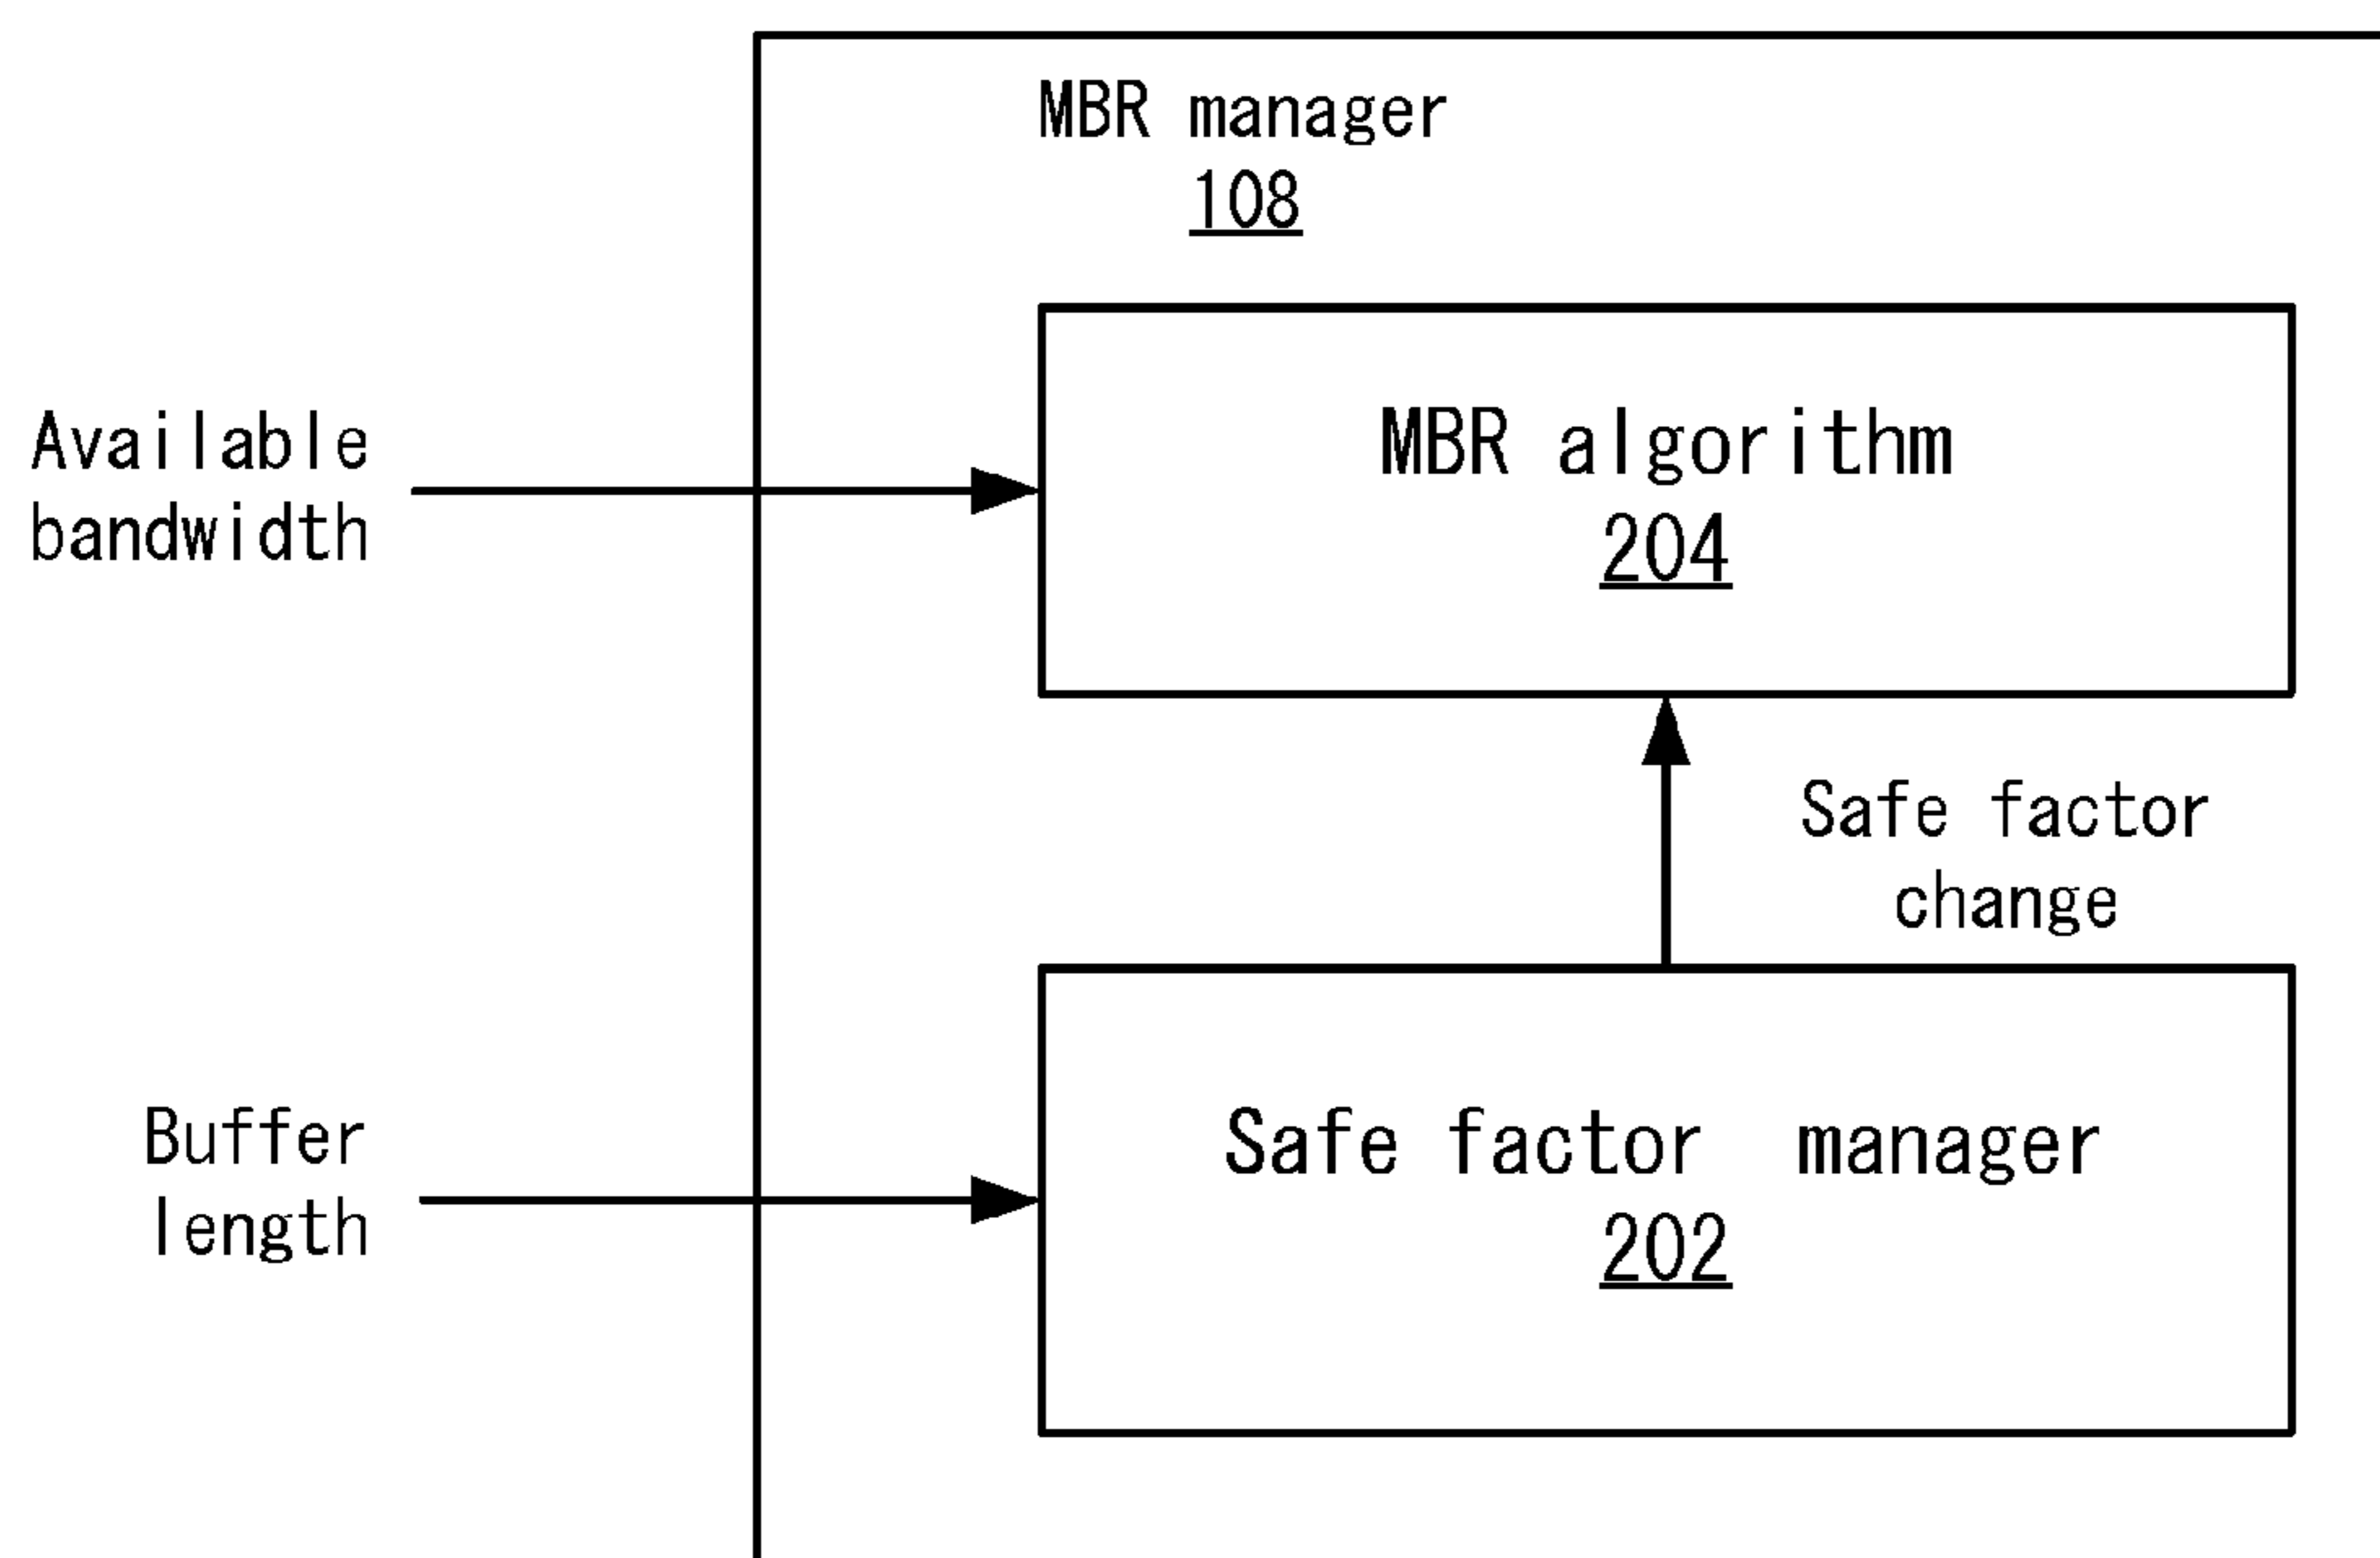 MBR manager
108
MBR algorithm
204
Available
bandwidth
Safe factor
change
Safe factor manager
202
Buffer
length